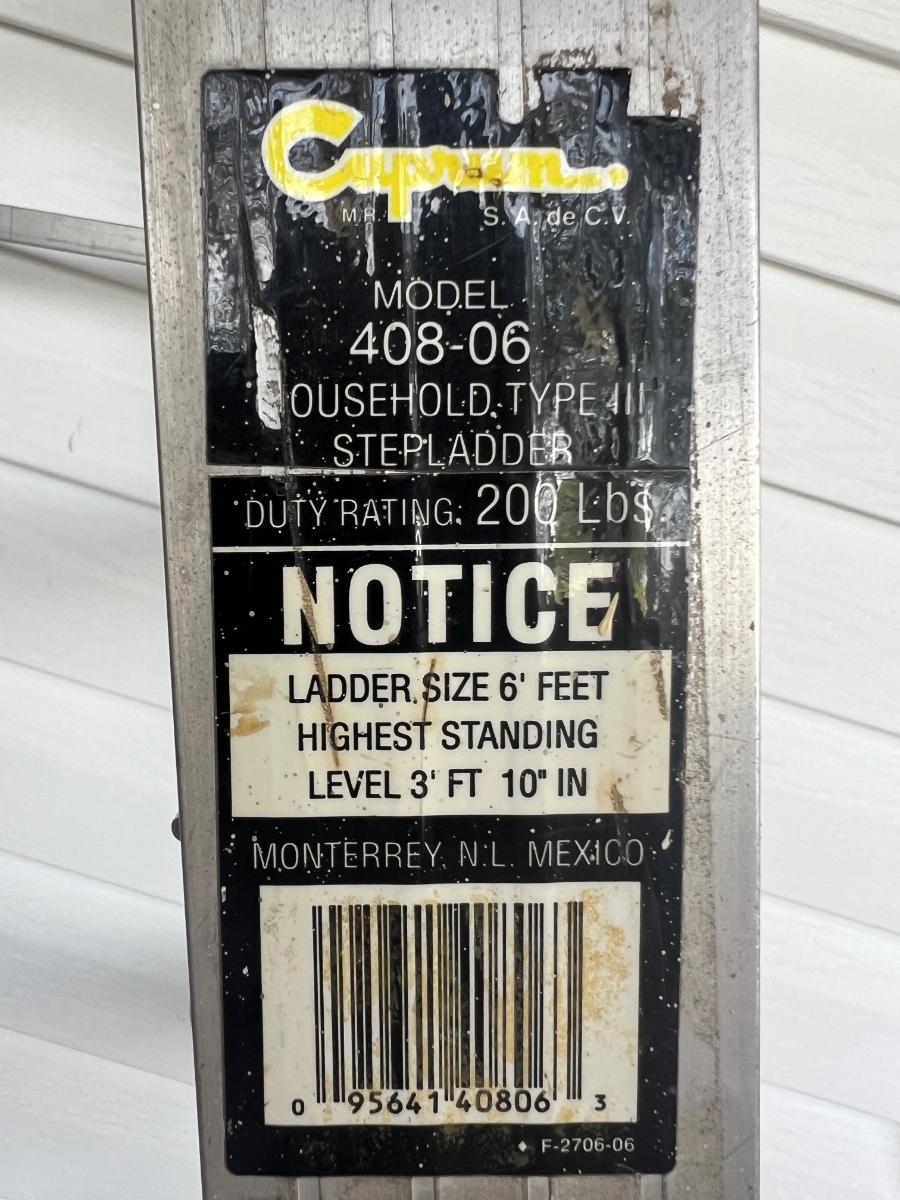 Cuprum
M.R. S. A. de C.V.
MODEL
408-06
HOUSEHOLD TYPE III
STEPLADDER
DUTY RATING: 200 Lbs.
NOTICE
LADDER SIZE 6' FEET
HIGHEST STANDING
LEVEL 3' FT 10" IN
MONTERREY, N.L. MEXICO
0 95641 40806 3
♦ F-2706-06